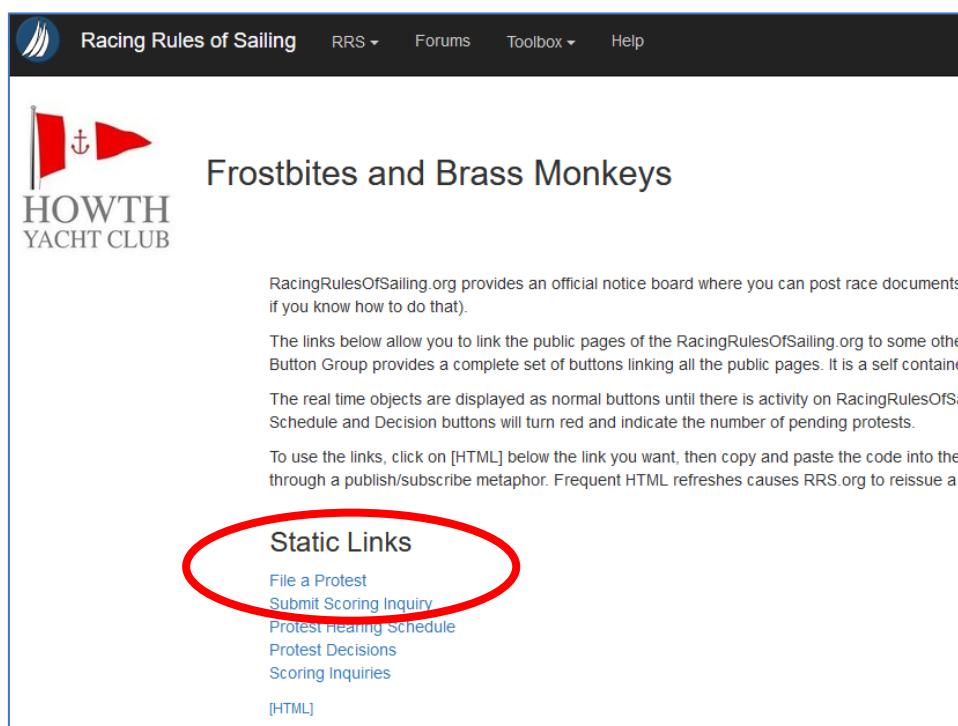 Racing Rules of Sailing RRS Forums Toolbox Help
Frostbites and Brass Monkeys
HOWTH
YACHT CLUB
RacingRulesOfSailing.org provides an official notice board where you can post race documents
if you know how to do that).
The links below allow you to link the public pages of the RacingRulesOfSailing.org to some othe
Button Group provides a complete set of buttons linking all the public pages. It is a self containe
The real time objects are displayed as normal buttons until there is activity on RacingRulesOfSa
Schedule and Decision buttons will turn red and indicate the number of pending protests.
To use the links, click on [HTML] below the link you want, then copy and paste the code into the
through a publish/subscribe metaphor. Frequent HTML refreshes causes RRS.org to reissue a
Static Links
File a Protest
Submit Scoring Inquiry
Protest Hearing Schedule
Protest Decisions
Scoring Inquiries
[HTML]